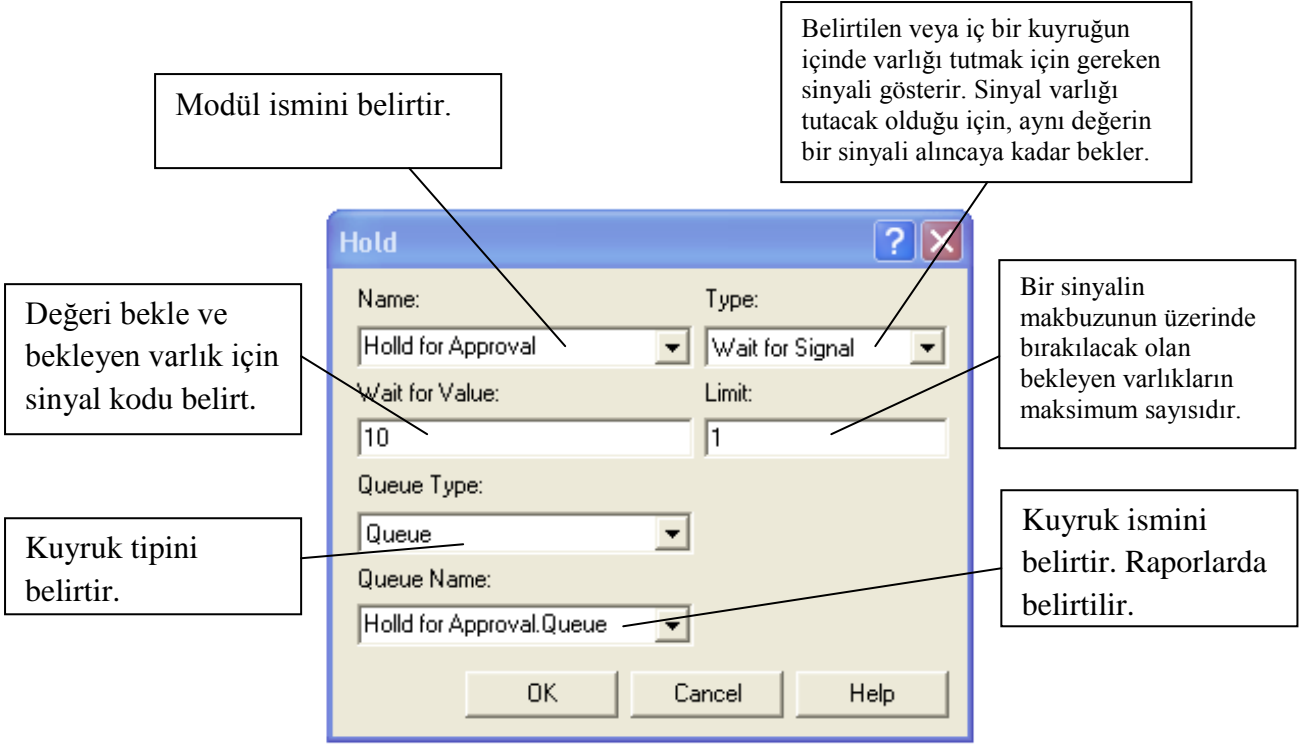 Belirtilen veya iç bir kuyruğun
içinde varlığı tutmak için gereken
sinyali gösterir. Sinyal varlığı
tutacak olduğu için, aynı değerin
bir sinyali alıncaya kadar bekler.
Modül ismini belirtir.
Hold
Name:
Type:
Holld for Approval
Wait for Signal
Wait for Value:
Limit:
10
1
Queue Type:
Queue
Queue Name:
Holld for Approval.Queue
OK
Cancel
Help
Değeri bekle ve
bekleyen varlık için
sinyal kodu belirt.
Bir sinyalin
makbuzunun üzerinde
bırakılacak olan
bekleyen varlıkların
maksimum sayısıdır.
Kuyruk tipini
belirtir.
Kuyruk ismini
belirtir. Raporlarda
belirtilir.